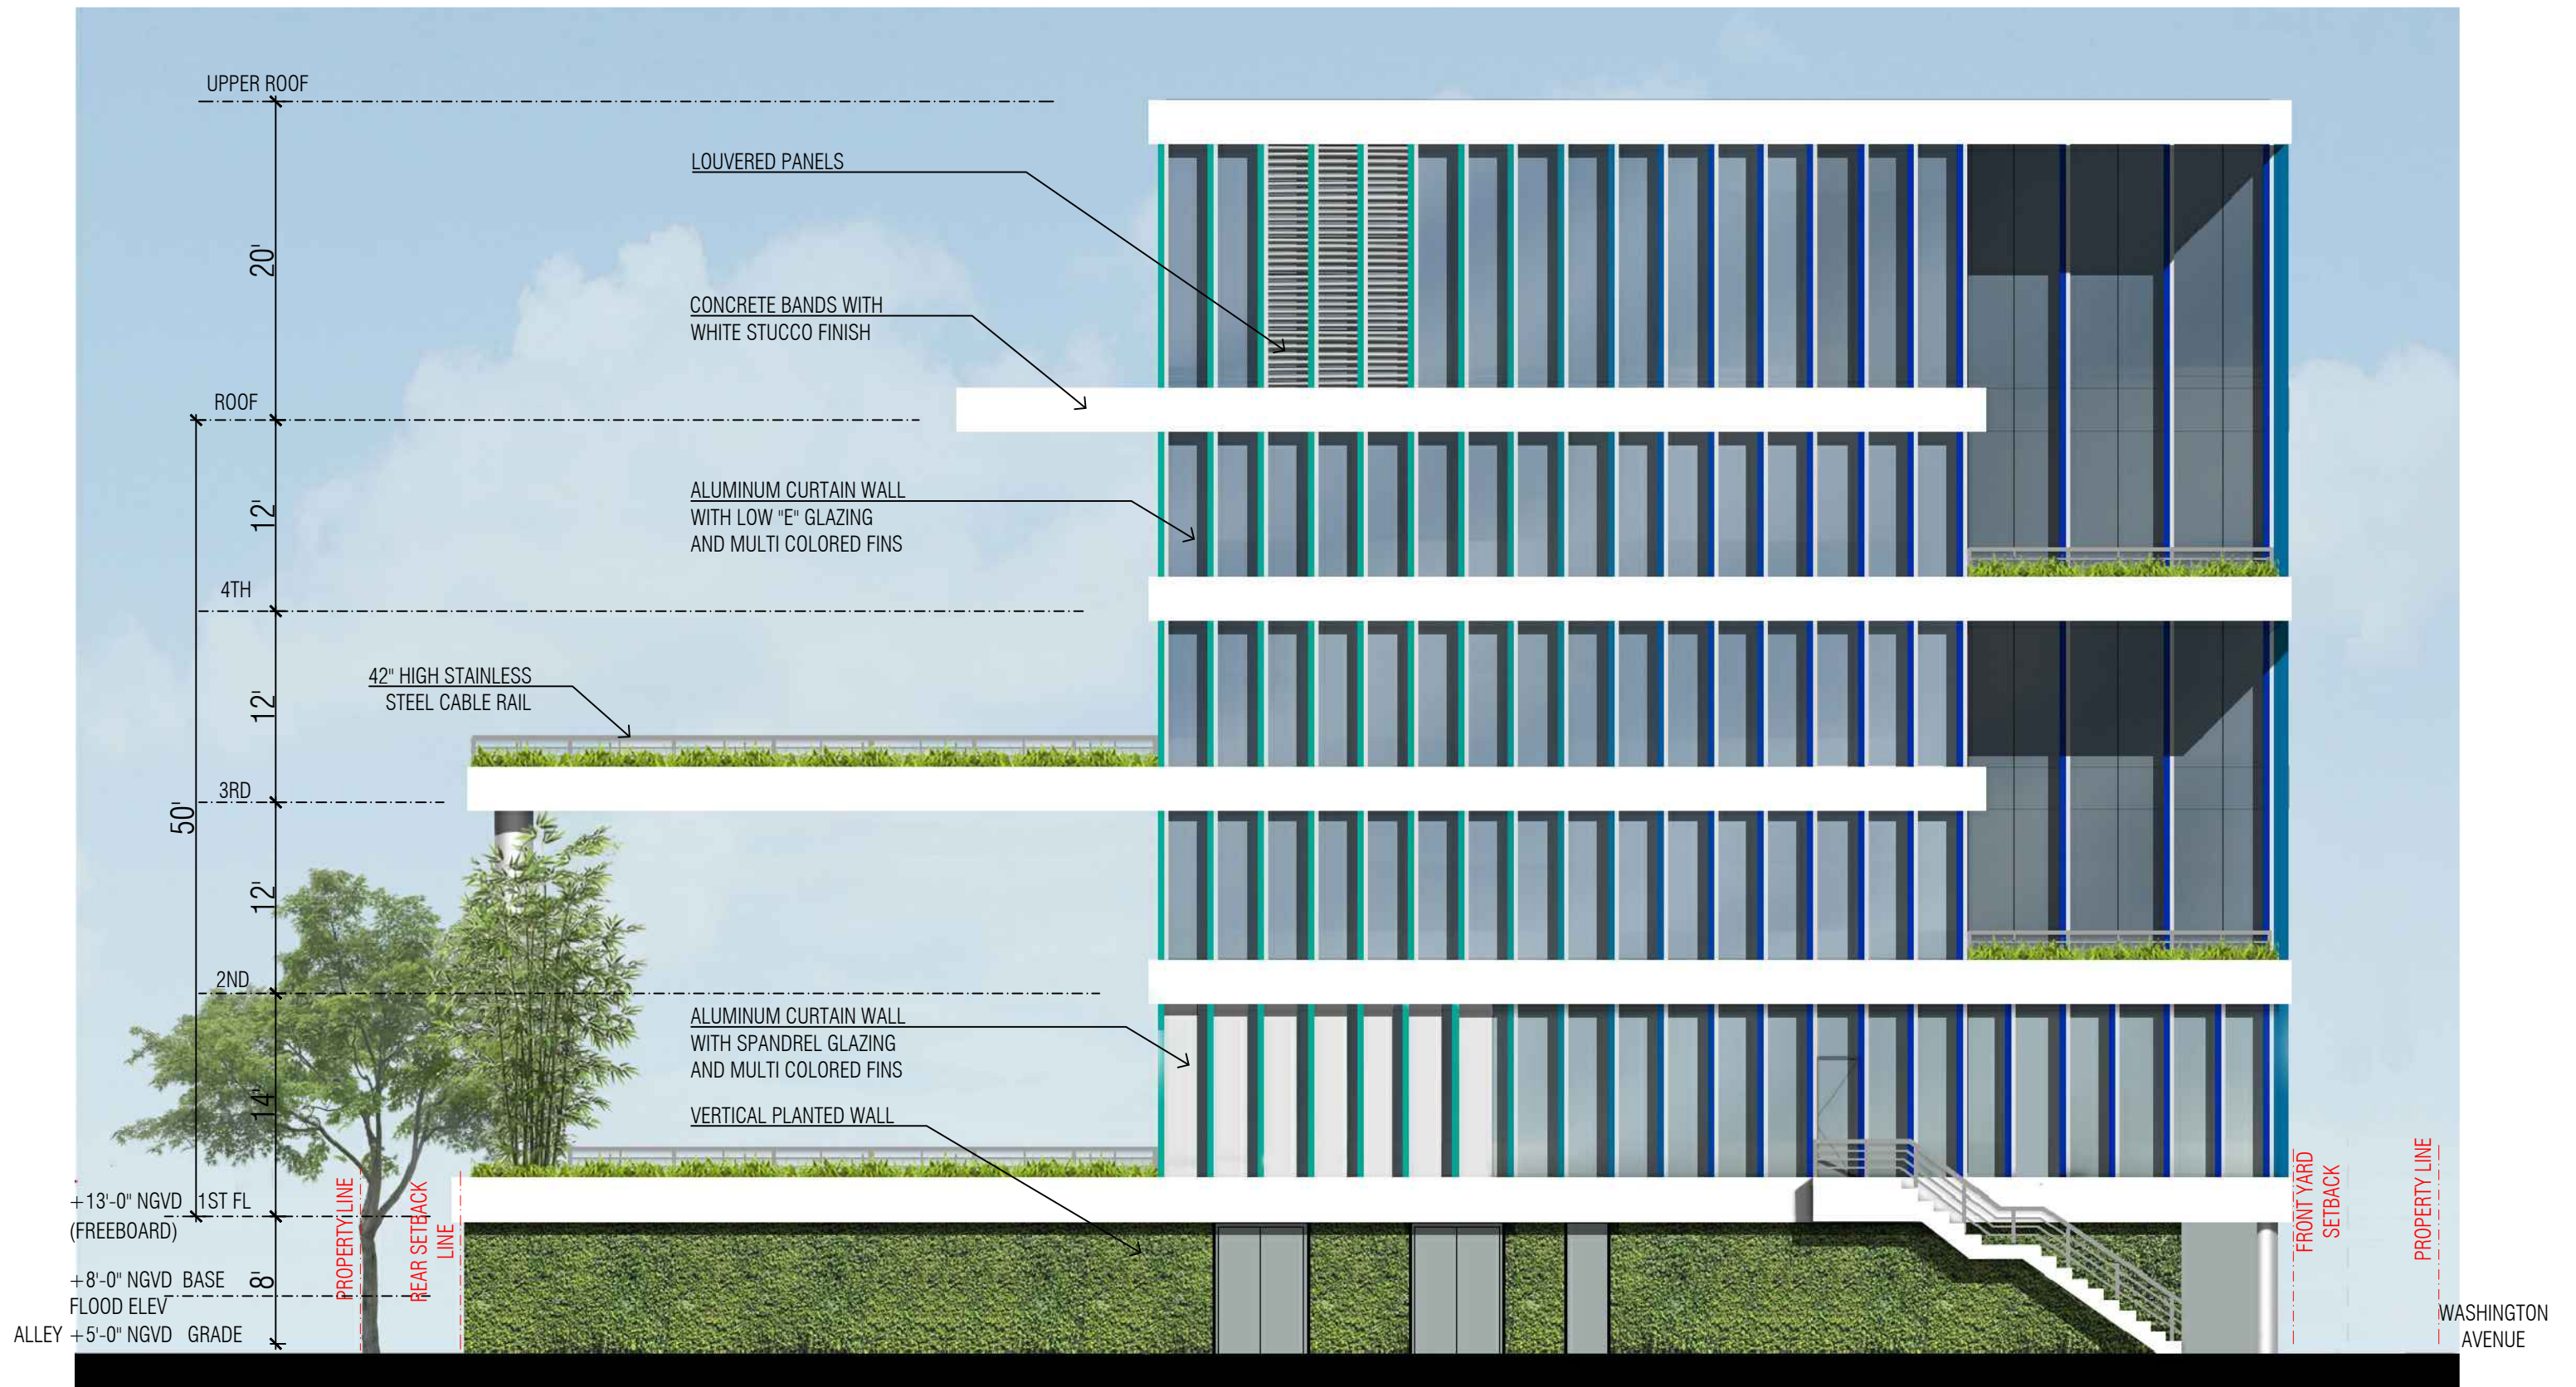 UPPER ROOF
LOUVERED PANELS
20'
CONCRETE BANDS WITH
WHITE STUCCO FINISH
ROOF
12'
ALUMINUM CURTAIN WALL
WITH LOW "E" GLAZING
AND MULTI COLORED FINS
4TH
12'
42" HIGH STAINLESS
STEEL CABLE RAIL
3RD
50'
12'
2ND
ALUMINUM CURTAIN WALL
WITH SPANDREL GLAZING
AND MULTI COLORED FINS
14'
VERTICAL PLANTED WALL
+13'-0" NGVD 1ST FL
(FREEBOARD)
+8'-0" NGVD BASE
FLOOD ELEV
8'
ALLEY +5'-0" NGVD GRADE
PROPERTY LINE
REAR SETBACK
LINE
FRONT YARD
SETBACK
PROPERTY LINE
WASHINGTON
AVENUE